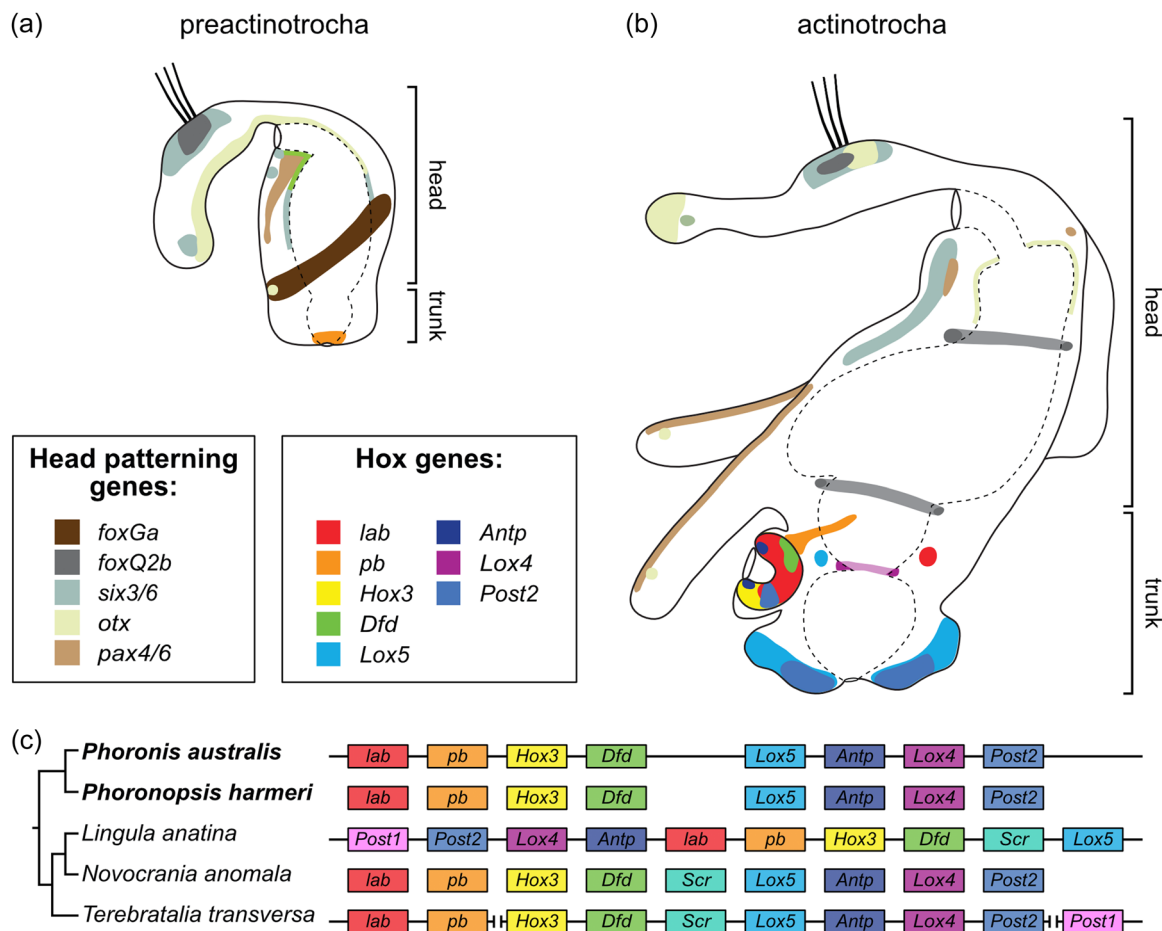 (a) preactinotrocha
(b) actinotrocha
head
trunk
head
trunk
Head patterning
genes:
foxGa
foxQ2b
six3/6
otx
pax4/6
Hox genes:
lab
pb
Hox3
Dfd
Lox5
Antp
Lox4
Post2
(c)
Phoronis australis lab pb Hox3 Dfd Lox5 Antp Lox4 Post2
Phoronopsis harmeri lab pb Hox3 Dfd Lox5 Antp Lox4 Post2
Lingula anatina Post1 Post2 Lox4 Antp lab pb Hox3 Dfd Scr Lox5
Novocrania anomala lab pb Hox3 Dfd Scr Lox5 Antp Lox4 Post2
Terebratalia transversa lab pb Hox3 Dfd Scr Lox5 Antp Lox4 Post2 Post1